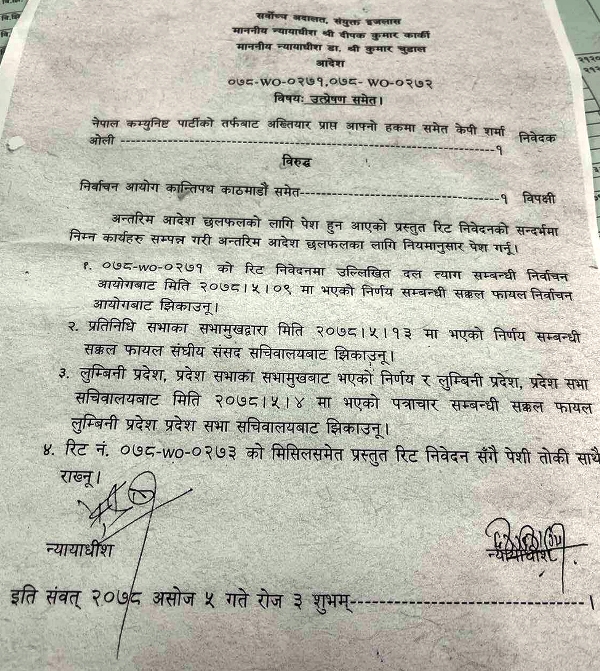 सर्वोच्च अदालत, संयुक्त इजलास
माननीय न्यायाधीश श्री दीपक कुमार कार्की
माननीय न्यायाधीश डा. श्री कुमार चुडाल
आदेश
०७८-WO-०२७१,०७८- WO-०२७२
विषयः उत्प्रेषण समेत।
नेपाल कम्युनिष्ट पार्टीको तर्फबाट अख्तियार प्राप्त आफ्नो हकमा समेत केपी शर्मा निवेदक
ओली ------------------------------------------------------१
विरुद्ध
निर्वाचन आयोग कान्तिपथ काठमाडौं समेत-----------------------------१ विपक्षी
अन्तरिम आदेश छलफलको लागि पेश हुन आएको प्रस्तुत रिट निवेदनको सन्दर्भमा
निम्न कार्यहरु सम्पन्न गरी अन्तरिम आदेश छलफलका लागि नियमानुसार पेश गर्नू।
१. ०७८-WO-०२७१ को रिट निवेदनमा उल्लिखित दल त्याग सम्बन्धी निर्वाचन
आयोगबाट मिति २०७८।५।०९ मा भएको निर्णय सम्बन्धी सक्कल फायल निर्वाचन
आयोगबाट झिकाउनू।
२. प्रतिनिधि सभाका सभामुखद्वारा मिति २०७८।५।१३ मा भएको निर्णय सम्बन्धी
सक्कल फायल संघीय संसद सचिवालयबाट झिकाउनू।
३. लुम्बिनी प्रदेश, प्रदेश सभाका सभामुखबाट भएको निर्णय र लुम्बिनी प्रदेश, प्रदेश सभा
सचिवालयबाट मिति २०७८।५।४ मा भएको पत्राचार सम्बन्धी सक्कल फायल
लुम्बिनी प्रदेश प्रदेश सभा सचिवालयबाट झिकाउनू।
४. रिट नं. ०७८-WO-०२७३ को मिसिलसमेत प्रस्तुत रिट निवेदन सँगै पेशी तोकी साथै
राख्नू।
न्यायाधीश
न्यायाधीश
इति संवत् २०७८ असोज ५ गते रोज ३ शुभम्-----------------------------।